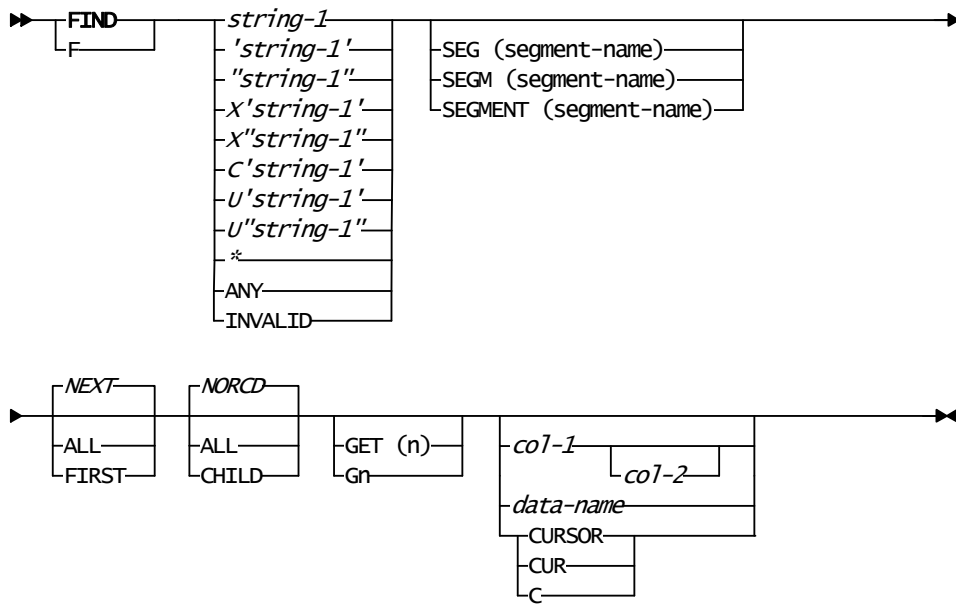 FIND
F
string-1
'string-1'
"string-1"
X'string-1'
X"string-1"
C'string-1'
U'string-1'
U"string-1"
*
ANY
INVALID
SEG (segment-name)
SEGM (segment-name)
SEGMENT (segment-name)
NEXT
ALL
FIRST
NORCD
ALL
CHILD
GET (n)
Gn
col-1
col-2
data-name
CURSOR
CUR
C